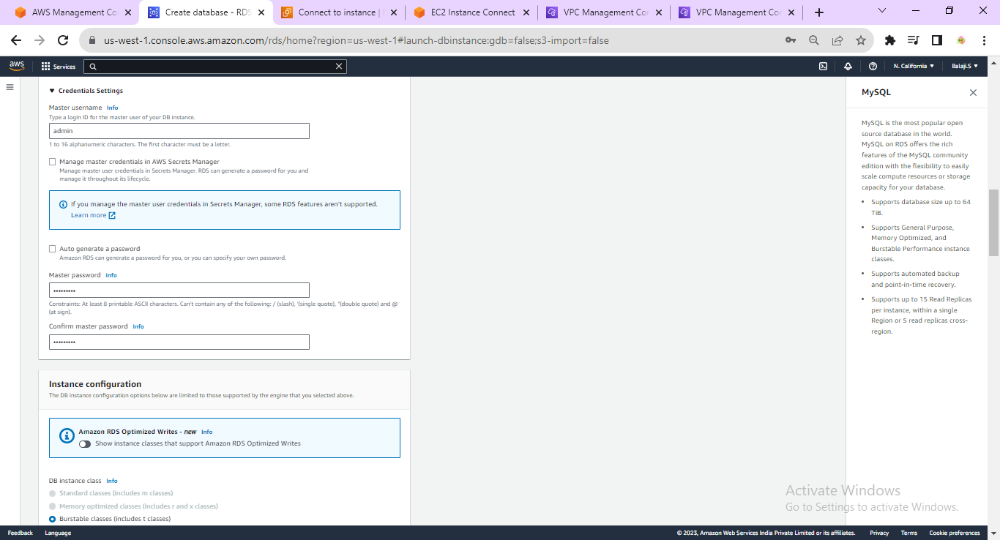 AWS Management Co
Create database - RDS
Connect to instance |
EC2 Instance Connect
VPC Management Con
VPC Management Con
us-west-1.console.aws.amazon.com/rds/home?region=us-west-1#launch-dbinstance:gdb=false;s3-import=false
aws
Services
N. California
Balaji.S
Credentials Settings
Master username Info
Type a login ID for the master user of your DB instance.
admin
1 to 16 alphanumeric characters. The first character must be a letter.
Manage master credentials in AWS Secrets Manager
Manage master user credentials in Secrets Manager. RDS can generate a password for you and
manage it throughout its lifecycle.
If you manage the master user credentials in Secrets Manager, some RDS features aren't supported.
Learn more
Auto generate a password
Amazon RDS can generate a password for you, or you can specify your own password.
Master password Info
•••••••••
Constraints: At least 8 printable ASCII characters. Can't contain any of the following: / (slash), '(single quote), "(double quote) and @
(at sign).
Confirm master password Info
•••••••••
Instance configuration
The DB instance configuration options below are limited to those supported by the engine that you selected above.
Amazon RDS Optimized Writes - new Info
Show instance classes that support Amazon RDS Optimized Writes
DB instance class Info
Standard classes (includes m classes)
Memory optimized classes (includes r and x classes)
Burstable classes (includes t classes)
MySQL
MySQL is the most popular open
source database in the world.
MySQL on RDS offers the rich
features of the MySQL community
edition with the flexibility to easily
scale compute resources or storage
capacity for your database.
• Supports database size up to 64
TiB.
• Supports General Purpose,
Memory Optimized, and
Burstable Performance instance
classes.
• Supports automated backup
and point-in-time recovery.
• Supports up to 15 Read Replicas
per instance, within a single
Region or 5 read replicas cross-
region.
Activate Windows
Go to Settings to activate Windows.
Feedback
Language
© 2023, Amazon Web Services India Private Limited or its affiliates.
Privacy
Terms
Cookie preferences